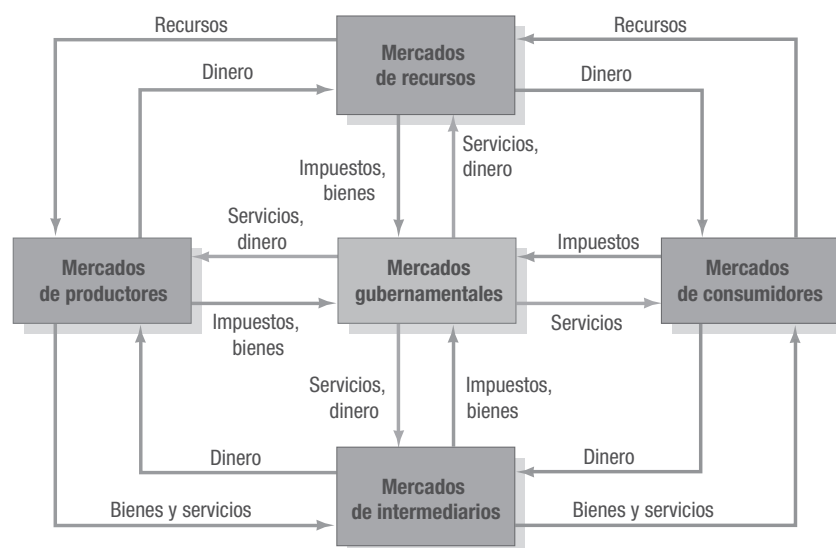 Recursos
Mercados
de recursos
Recursos
Dinero
Dinero
Impuestos,
bienes
Servicios,
dinero
Servicios,
dinero
Impuestos
Mercados
de productores
Mercados
gubernamentales
Mercados
de consumidores
Impuestos,
bienes
Servicios
Servicios,
dinero
Impuestos,
bienes
Dinero
Dinero
Mercados
de intermediarios
Bienes y servicios
Bienes y servicios